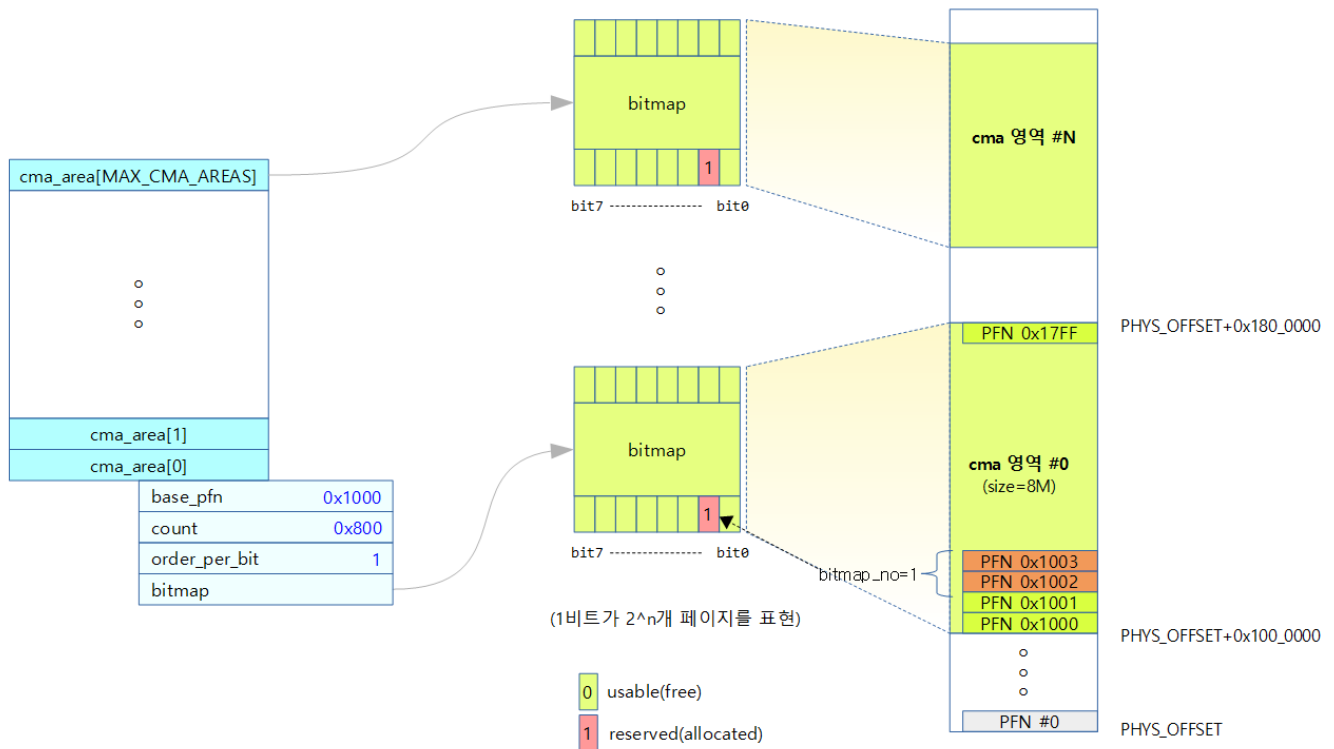 cma_area[MAX_CMA_AREAS]
cma_area[1]
cma_area[0]
base_pfn 0x1000
count 0x800
order_per_bit 1
bitmap
bitmap
1
bit7 ----------- bit0
bitmap
1
bit7 ----------- bit0
(1비트가 2^n개 페이지를 표현)
0 usable(free)
1 reserved(allocated)
cma 영역 #N
PFN 0x17FF
PHYS_OFFSET+0x180_0000
cma 영역 #0
(size=8M)
bitmap_no=1
PFN 0x1003
PFN 0x1002
PFN 0x1001
PFN 0x1000
PHYS_OFFSET+0x100_0000
PFN #0
PHYS_OFFSET